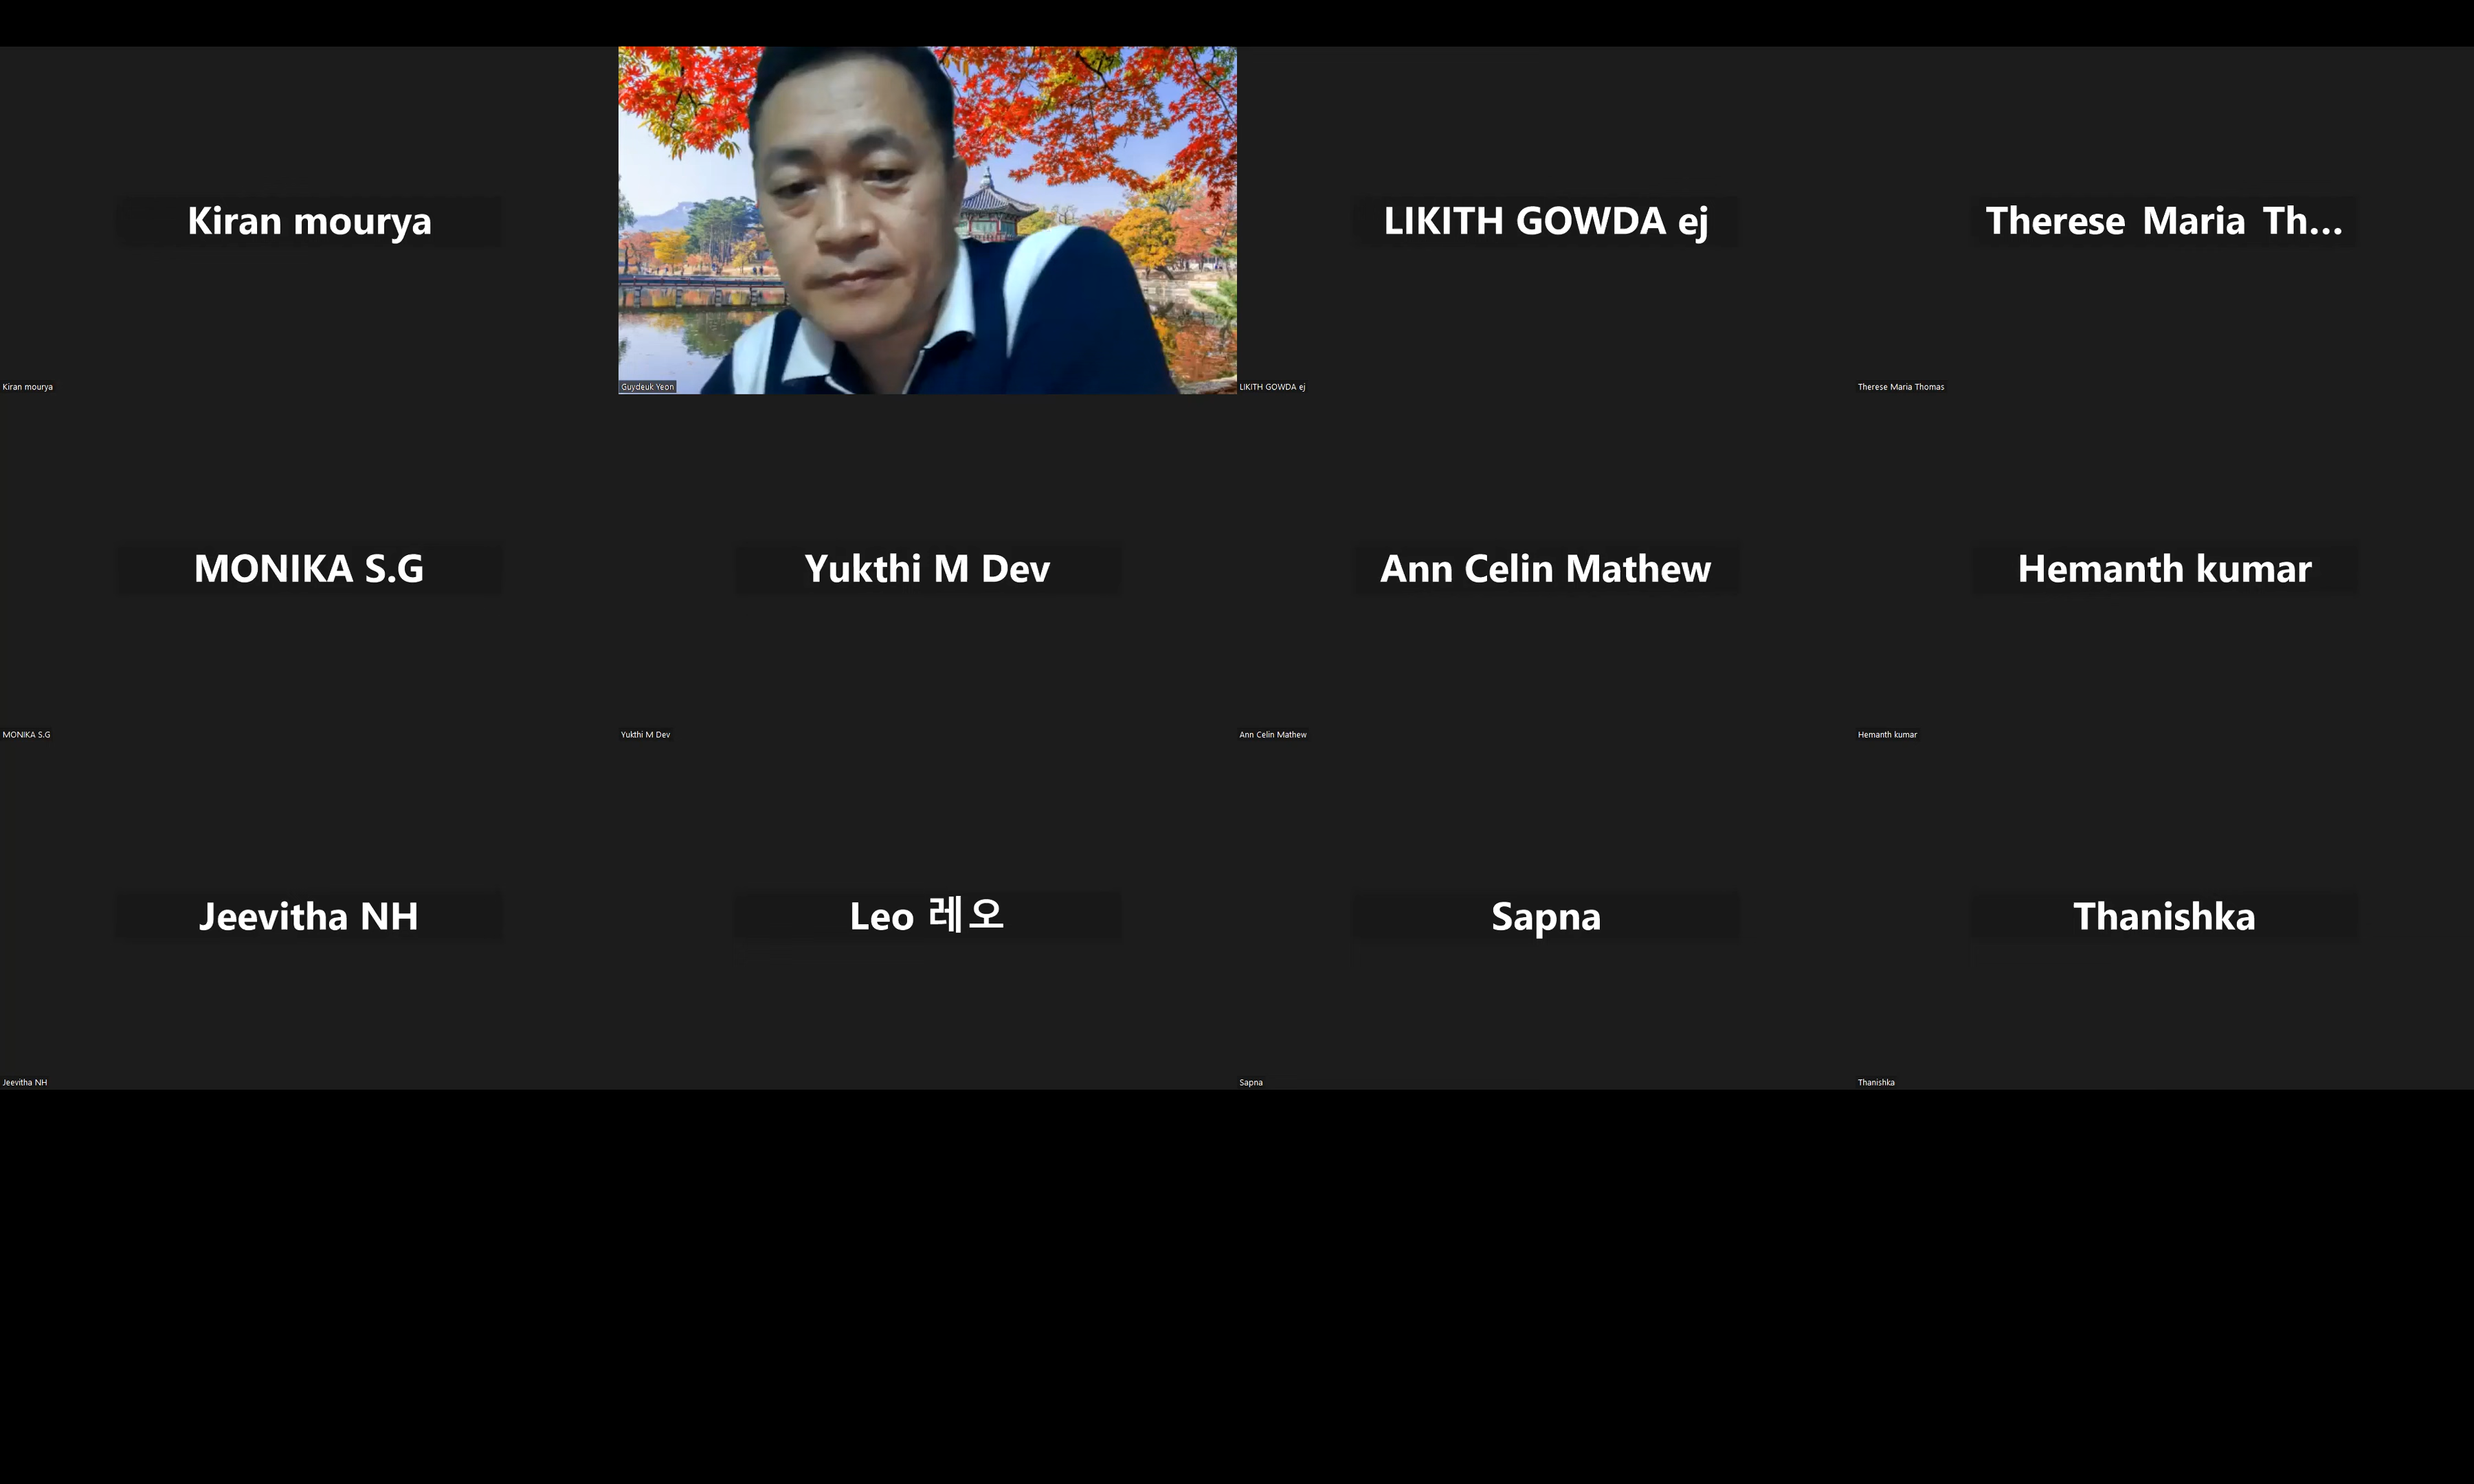 Kiran mourya
LIKITH GOWDA ej
Therese Maria Th...
Kiran mourya
Guydeuk Yeon
LIKITH GOWDA ej
Therese Maria Thomas
MONIKA S.G
Yukthi M Dev
Ann Celin Mathew
Hemanth kumar
MONIKA S.G
Yukthi M Dev
Ann Celin Mathew
Hemanth kumar
Jeevitha NH
Leo 레오
Sapna
Thanishka
Jeevitha NH
Sapna
Thanishka